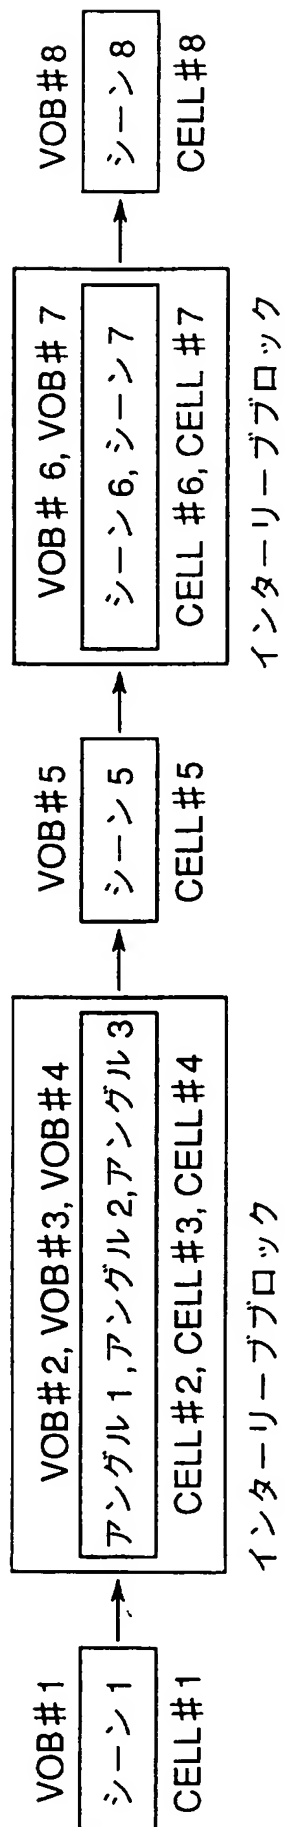 VOB#1
シーン1
CELL#1
VOB#2, VOB#3, VOB#4
アングル1,アングル2,アングル3
CELL#2, CELL#3, CELL#4
インターリーブブロック
VOB#5
シーン5
CELL#5
VOB# 6, VOB# 7
シーン6, シーン7
CELL #6, CELL #7
インターリーブブロック
VOB#8
シーン8
CELL#8